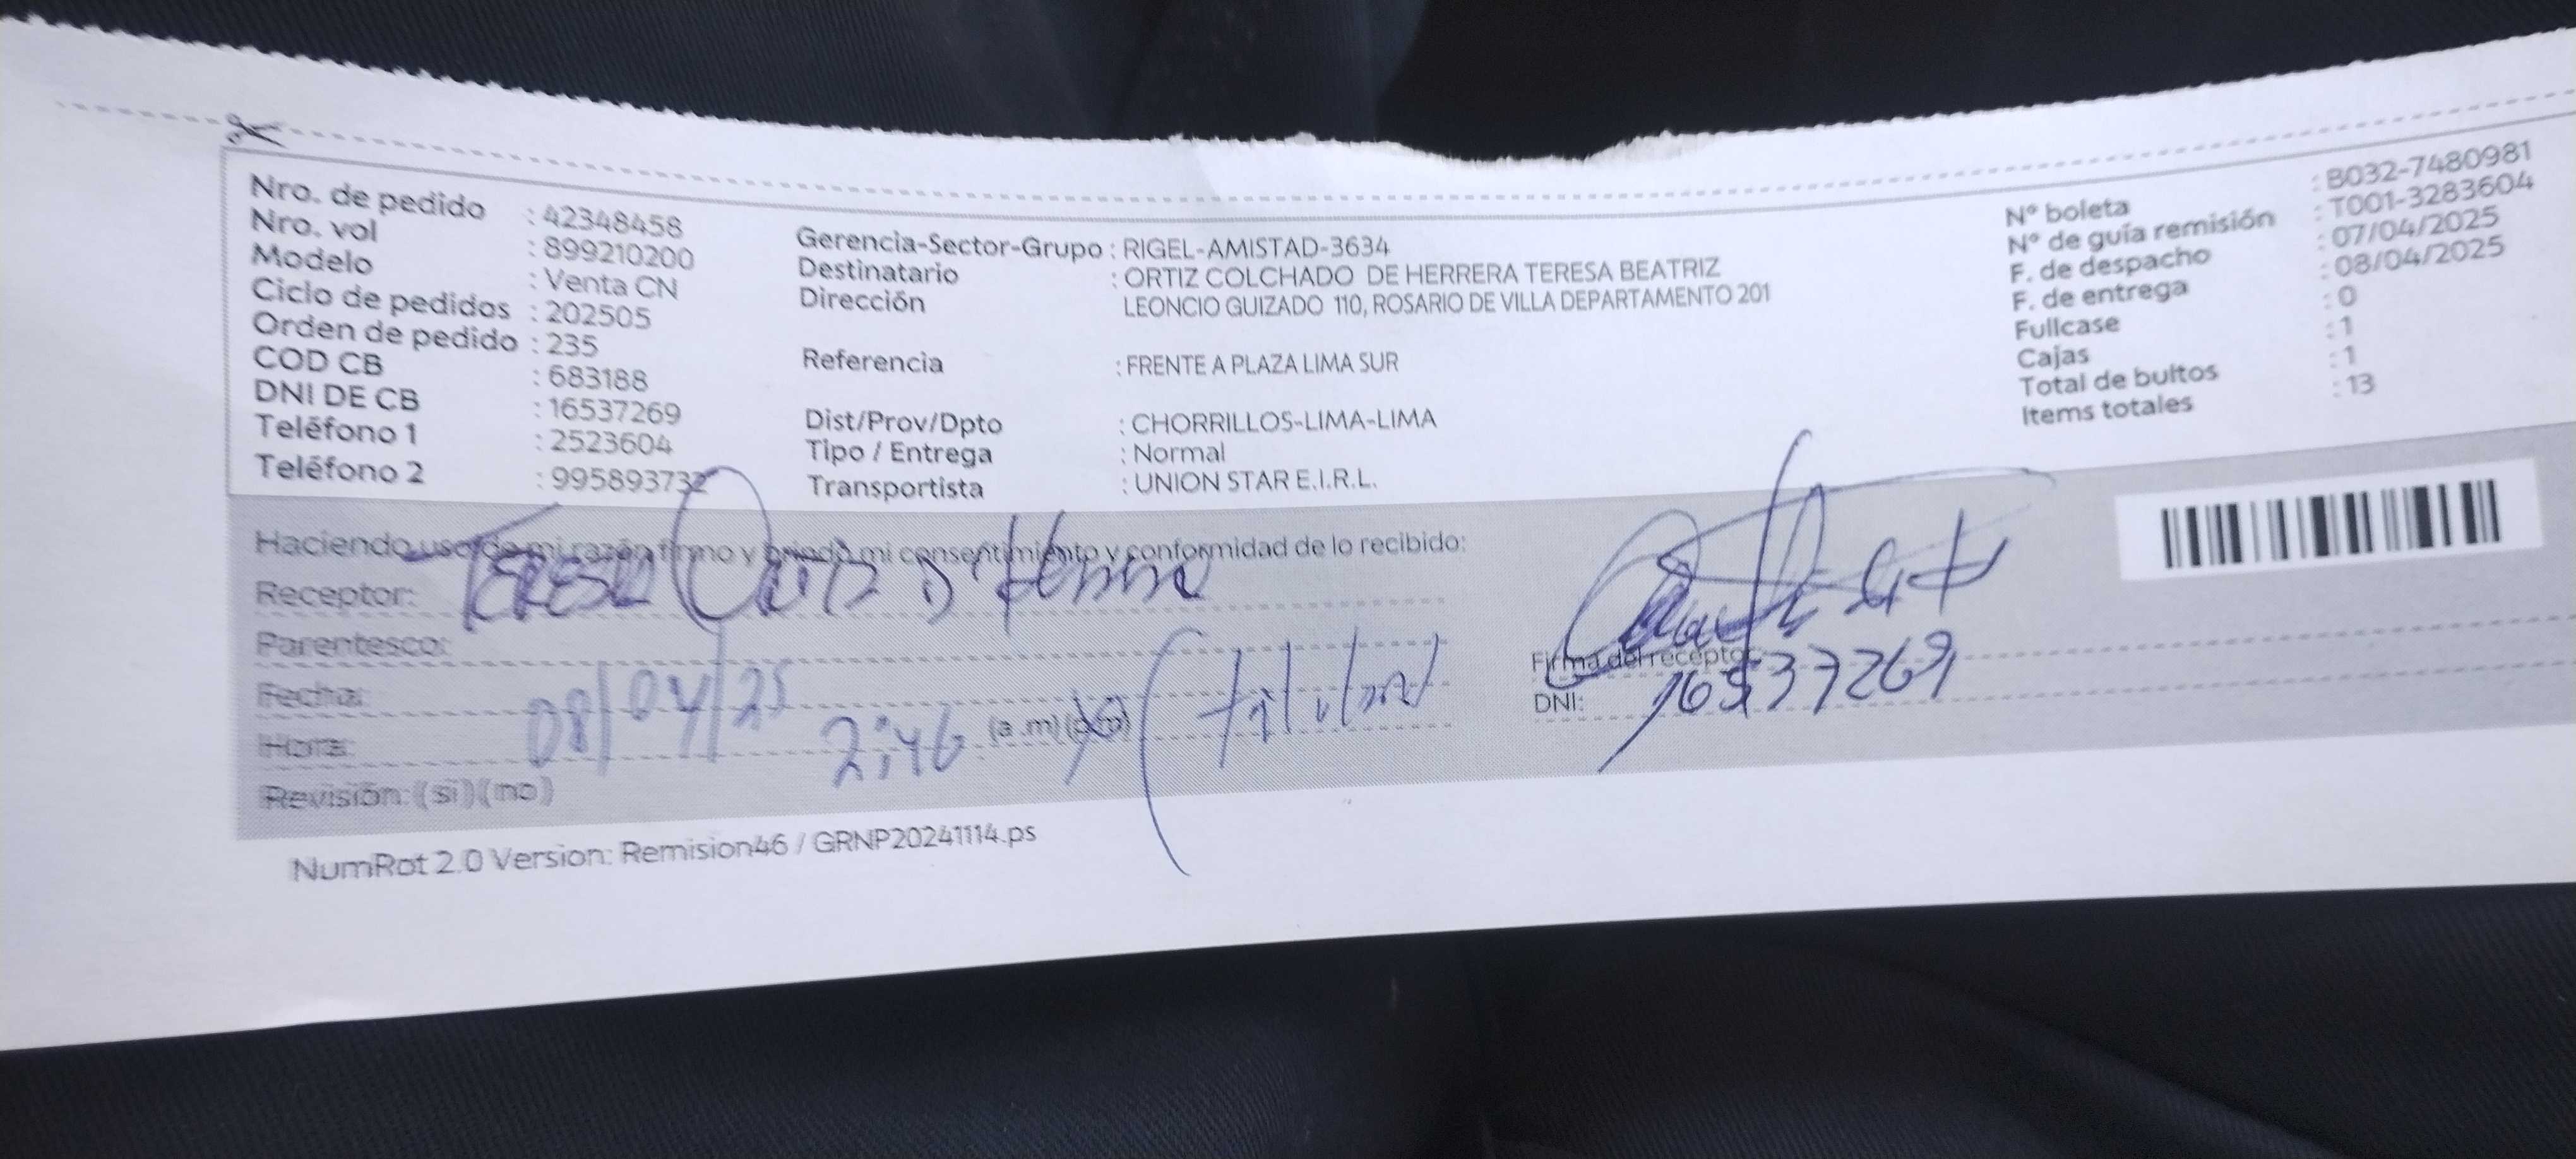 Nro. de pedido : 42348458
Nro. vol : 899210200
Modelo : Venta CN
Ciclo de pedidos : 202505
Orden de pedido : 235
COD CB : 683188
DNI DE CB : 16537269
Teléfono 1 : 2523604
Teléfono 2 : 995893732
Gerencia-Sector-Grupo : RIGEL-AMISTAD-3634
Destinatario : ORTIZ COLCHADO DE HERRERA TERESA BEATRIZ
Dirección LEONCIO GUIZADO 110, ROSARIO DE VILLA DEPARTAMENTO 201
Referencia : FRENTE A PLAZA LIMA SUR
Dist/Prov/Dpto : CHORRILLOS-LIMA-LIMA
Tipo / Entrega : Normal
Transportista : UNION STAR E.I.R.L.
N° boleta : B032-7480981
N° de guía remisión : T001-3283604
F. de despacho : 07/04/2025
F. de entrega : 08/04/2025
Fullcase : 0
Cajas : 1
Total de bultos : 1
Items totales : 13
Haciendo uso de mi razón firmo y brindo mi consentimiento y conformidad de lo recibido:
Receptor: Teresa Ortiz D Herrera
Parentesco:
Fecha: 08/04/25
Hora: 2:46 (a.m) (p.m) (titular
Revisión: (si) (no)
Firma del receptor:
DNI: 16537269
NumRot 2.0 Version: Remision46 / GRNP20241114.ps